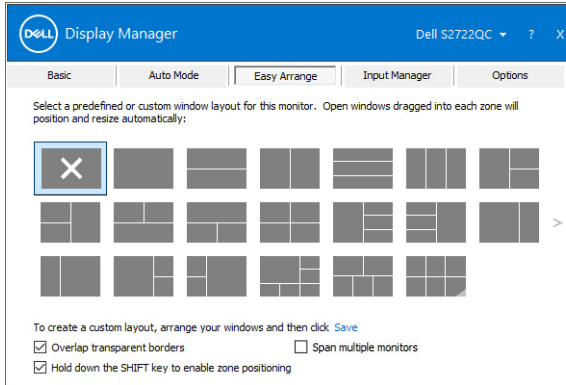 DELL Display Manager Dell S2722QC ? X
Basic Auto Mode Easy Arrange Input Manager Options
Select a predefined or custom window layout for this monitor. Open windows dragged into each zone will
position and resize automatically:
>
To create a custom layout, arrange your windows and then click Save
Overlap transparent borders Span multiple monitors
Hold down the SHIFT key to enable zone positioning